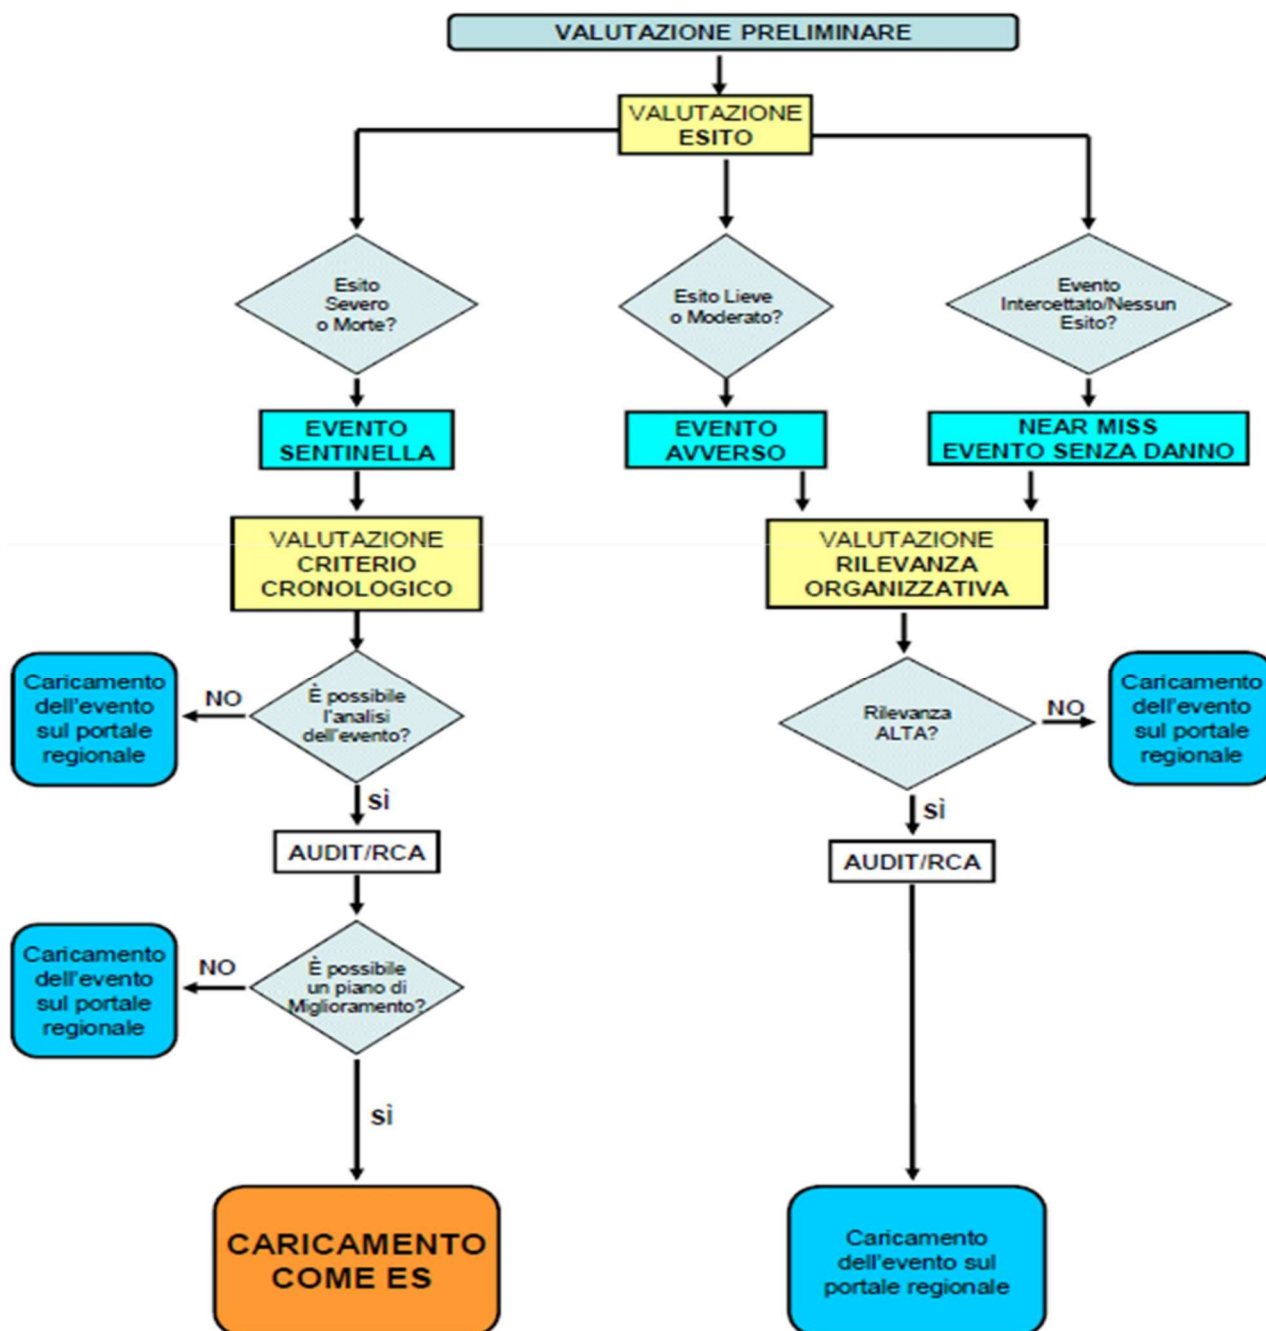 VALUTAZIONE PRELIMINARE
VALUTAZIONE
ESITO
Esito
Severo
o Morte?
Esito Lieve
o Moderato?
Evento
Intercettato/Nessun
Esito?
EVENTO
SENTINELLA
EVENTO
AVVERSO
NEAR MISS
EVENTO SENZA DANNO
VALUTAZIONE
CRITERIO
CRONOLOGICO
VALUTAZIONE
RILEVANZA
ORGANIZZATIVA
Caricamento
dell'evento
sul portale
regionale
NO
È possibile
l'analisi
dell'evento?
Rilevanza
ALTA?
NO
Caricamento
dell'evento
sul portale
regionale
SÌ
SÌ
AUDIT/RCA
AUDIT/RCA
Caricamento
dell'evento
sul portale
regionale
NO
È possibile
un piano di
Miglioramento?
SÌ
CARICAMENTO
COME ES
Caricamento
dell'evento sul
portale regionale